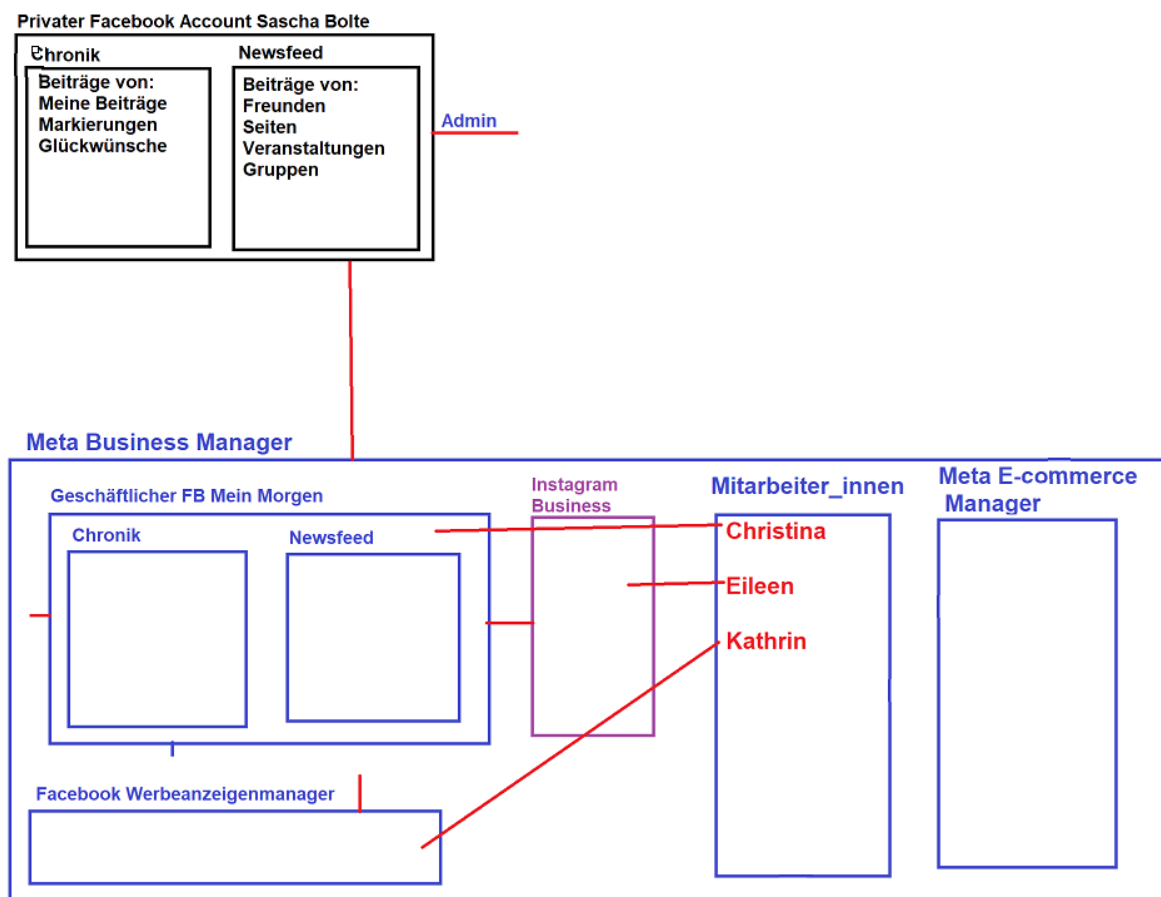 Privater Facebook Account Sascha Bolte
Chronik
Beiträge von:
Meine Beiträge
Markierungen
Glückwünsche
Newsfeed
Beiträge von:
Freunden
Seiten
Veranstaltungen
Gruppen
Admin
Meta Business Manager
Geschäftlicher FB Mein Morgen
Chronik
Newsfeed
Instagram
Business
Mitarbeiter_innen
Christina
Eileen
Kathrin
Meta E-commerce
Manager
Facebook Werbeanzeigenmanager